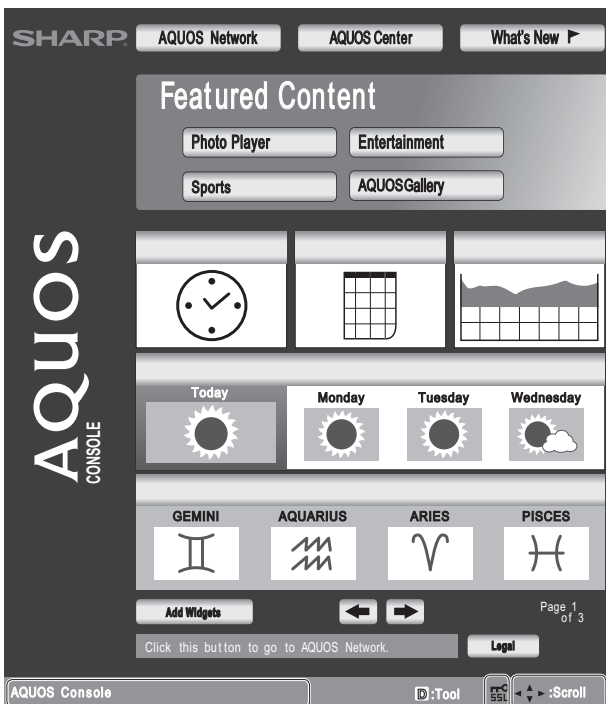 SHARP
AQUOS Network
AQUOS Center
What's New
Featured Content
Photo Player
Entertainment
Sports
AQUOSGallery
AQUOS
CONSOLE
Today
Monday
Tuesday
Wednesday
GEMINI
AQUARIUS
ARIES
PISCES
Add Widgets
Page 1
of 3
Click this button to go to AQUOS Network.
Legal
AQUOS Console
D:Tool
SSL
:Scroll